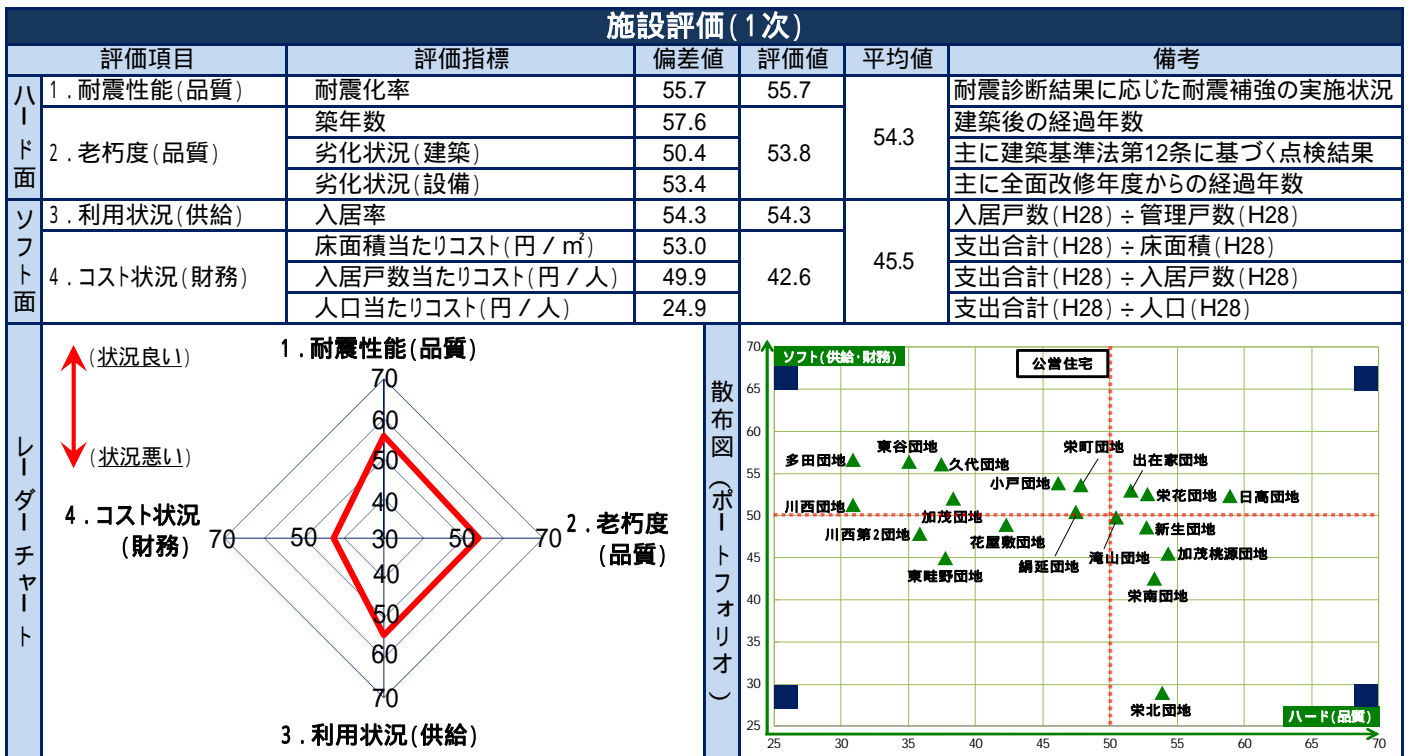 施設評価(1次)
評価項目 評価指標 偏差値 評価値 平均値 備考
ハード面
1.耐震性能(品質) 耐震化率 55.7 55.7 54.3 耐震診断結果に応じた耐震補強の実施状況
2.老朽度(品質) 築年数 57.6 53.8 建築後の経過年数
劣化状況(建築) 50.4 主に建築基準法第12条に基づく点検結果
劣化状況(設備) 53.4 主に全面改修年度からの経過年数
ソフト面
3.利用状況(供給) 入居率 54.3 54.3 45.5 入居戸数(H28)÷管理戸数(H28)
4.コスト状況(財務) 床面積当たりコスト(円/㎡) 53.0 42.6 支出合計(H28)÷床面積(H28)
入居戸数当たりコスト(円/人) 49.9 支出合計(H28)÷入居戸数(H28)
人口当たりコスト(円/人) 24.9 支出合計(H28)÷人口(H28)
レーダーチャート
(状況良い)
(状況悪い)
1.耐震性能(品質)
70
60
50
40
4.コスト状況
(財務)
70 50 30 50 70
2.老朽度
(品質)
40
50
60
70
3.利用状況(供給)
散布図(ポートフォリオ)
ソフト(供給・財務)
公営住宅
70
65
60
55
50
45
40
35
30
25
多田団地
東谷団地
久代団地
小戸団地
栄町団地
出在家団地
栄花団地
日高団地
川西団地
加茂団地
川西第2団地
花屋敷団地
絹延団地
滝山団地
新生団地
加茂桃源団地
東畦野団地
栄南団地
栄北団地
ハード(品質)
25 30 35 40 45 50 55 60 65 70